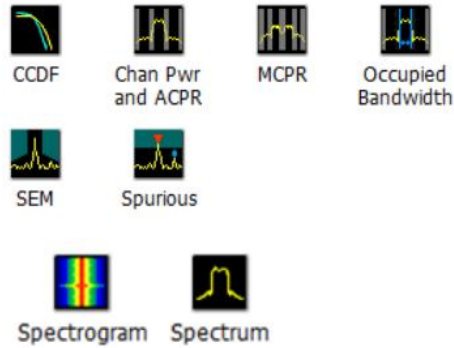 CCDF
Chan Pwr
and ACPR
MCPR
Occupied
Bandwidth
SEM
Spurious
Spectrogram
Spectrum